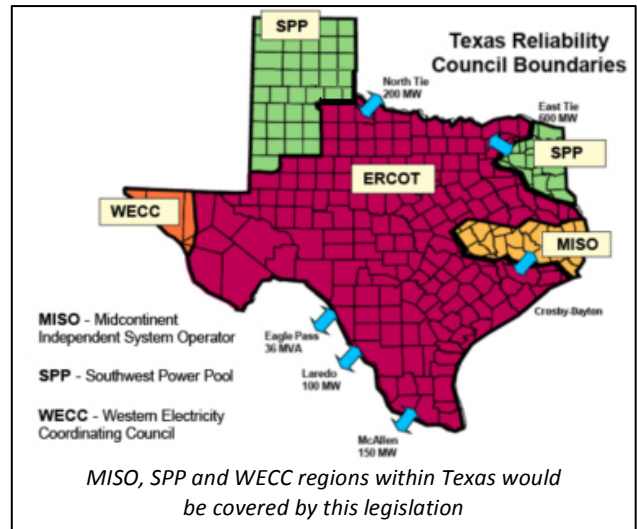 SPP
Texas Reliability
Council Boundaries
North Tie
200 MW
East Tie
600 MW
SPP
ERCOT
WECC
MISO
Crosby-Dayton
MISO - Midcontinent
Independent System Operator
SPP - Southwest Power Pool
WECC - Western Electricity
Coordinating Council
Eagle Pass
36 MVA
Laredo
100 MW
McAllen
150 MW
MISO, SPP and WECC regions within Texas would
be covered by this legislation